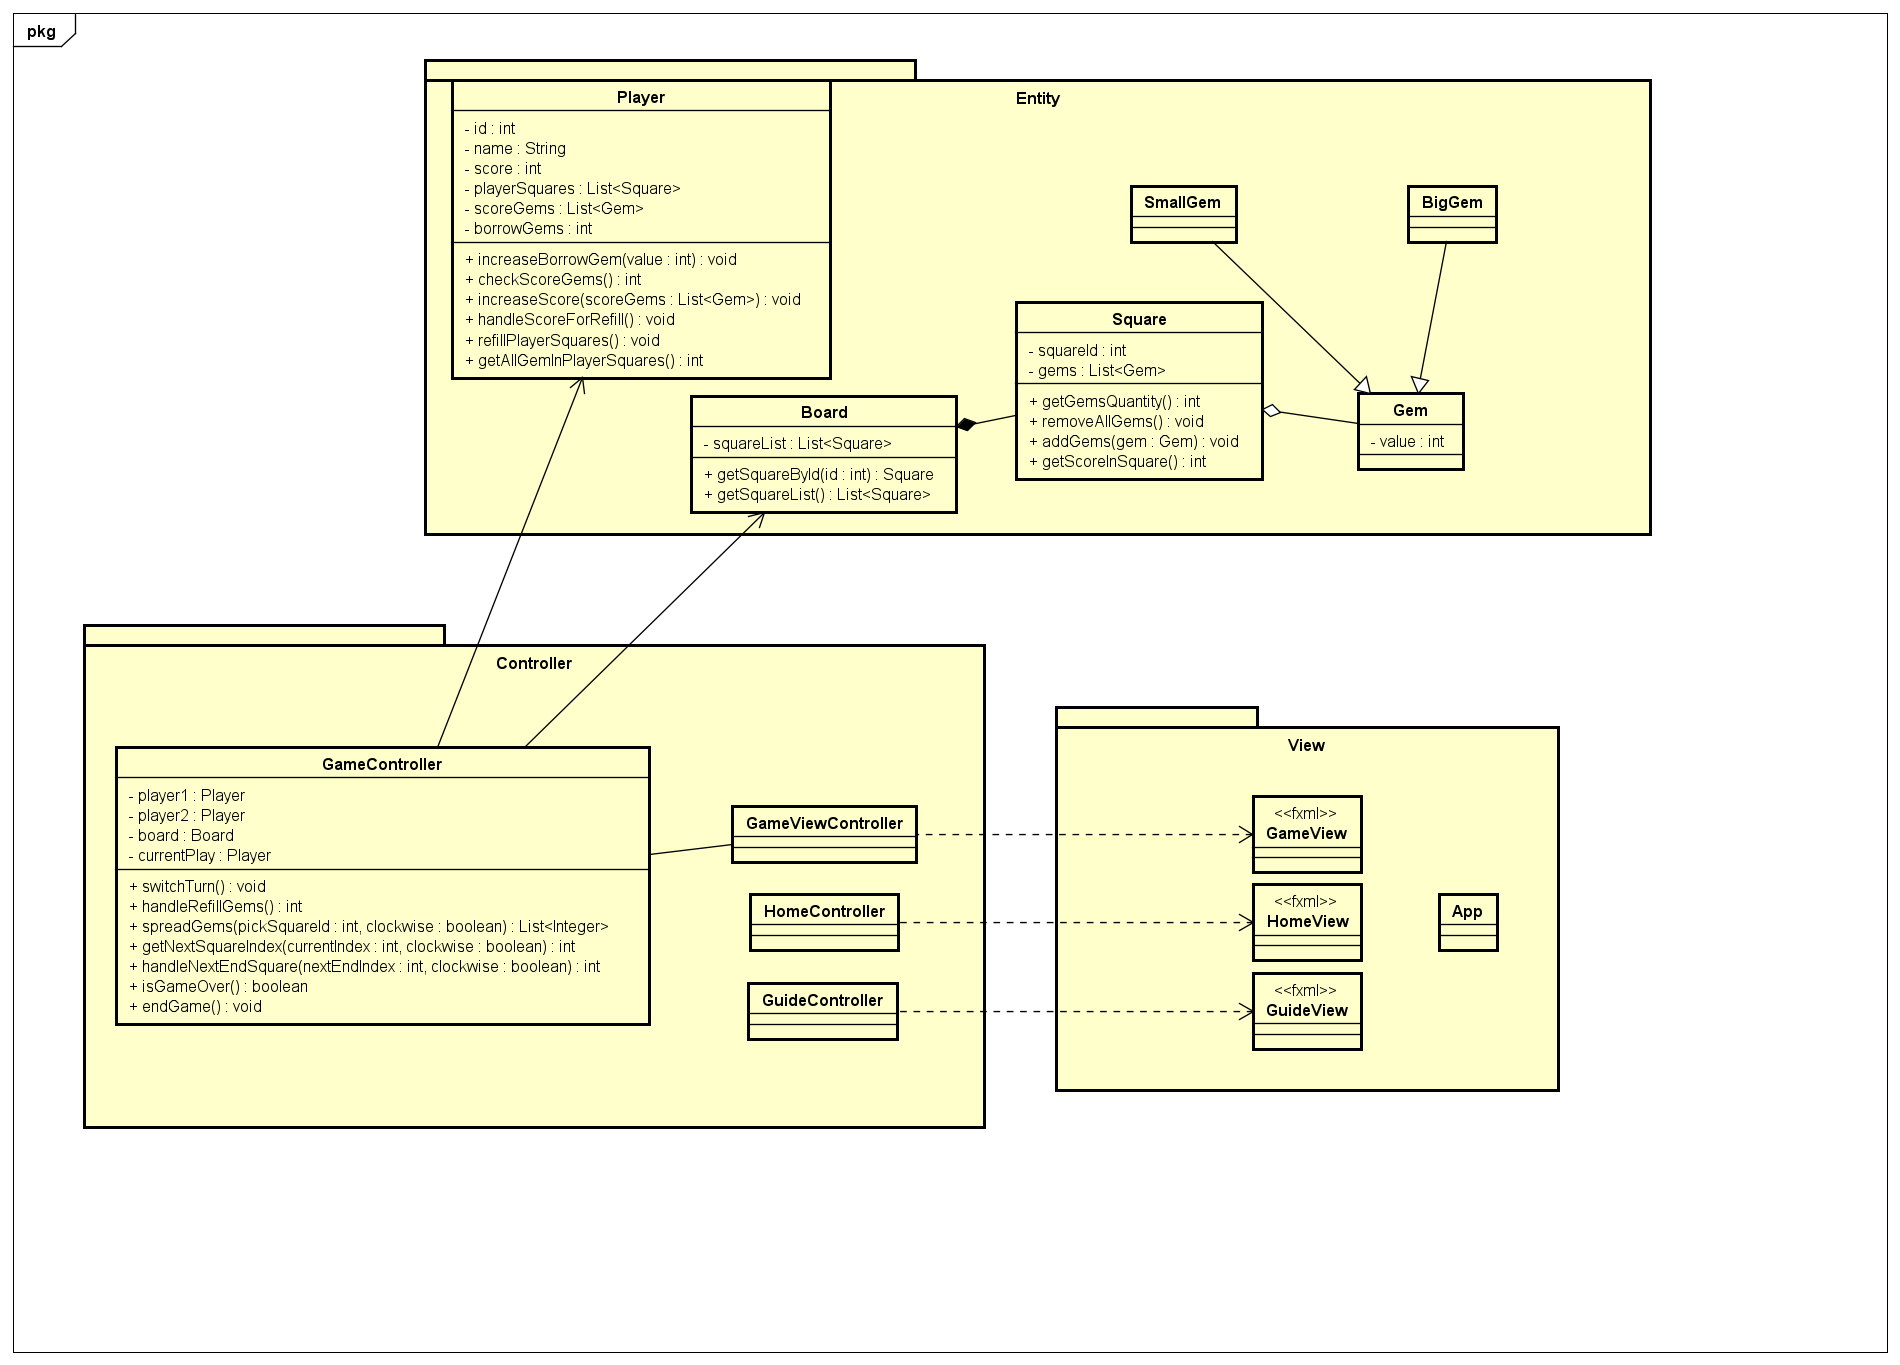 pkg
Entity
Player
- id : int
- name : String
- score : int
- playerSquares : List<Square>
- scoreGems : List<Gem>
- borrowGems : int
+ increaseBorrowGem(value : int) : void
+ checkScoreGems() : int
+ increaseScore(scoreGems : List<Gem>) : void
+ handleScoreForRefill() : void
+ refillPlayerSquares() : void
+ getAllGemInPlayerSquares() : int
SmallGem
BigGem
Square
- squareId : int
- gems : List<Gem>
+ getGemsQuantity() : int
+ removeAllGems() : void
+ addGems(gem : Gem) : void
+ getScoreInSquare() : int
Gem
- value : int
Board
- squareList : List<Square>
+ getSquareById(id : int) : Square
+ getSquareList() : List<Square>
Controller
GameController
- player1 : Player
- player2 : Player
- board : Board
- currentPlay : Player
+ switchTurn() : void
+ handleRefillGems() : int
+ spreadGems(pickSquareId : int, clockwise : boolean) : List<Integer>
+ getNextSquareIndex(currentIndex : int, clockwise : boolean) : int
+ handleNextEndSquare(nextEndIndex : int, clockwise : boolean) : int
+ isGameOver() : boolean
+ endGame() : void
GameViewController
HomeController
GuideController
View
<<fxml>>
GameView
<<fxml>>
HomeView
App
<<fxml>>
GuideView